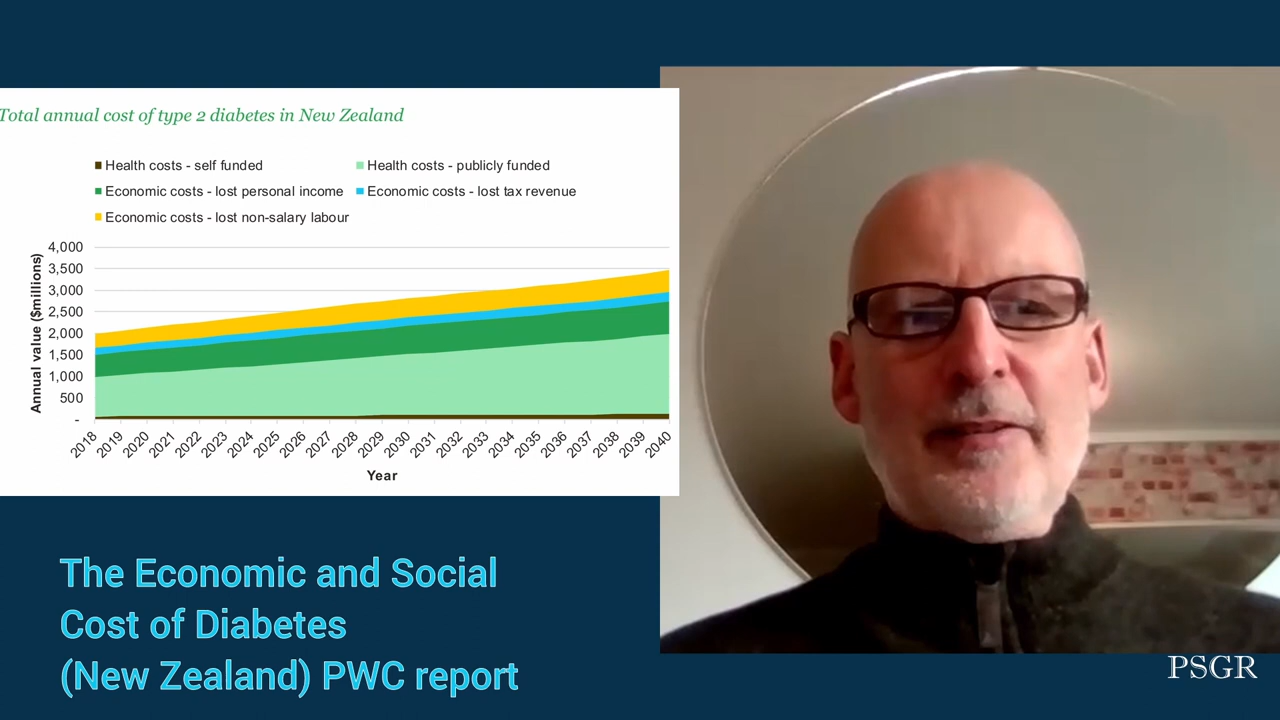 Total annual cost of type 2 diabetes in New Zealand
Health costs - self funded
Health costs - publicly funded
Economic costs - lost personal income
Economic costs - lost tax revenue
Economic costs - lost non-salary labour
Annual value ($millions)
4,000
3,500
3,000
2,500
2,000
1,500
1,000
500
-
2018 2019 2020 2021 2022 2023 2024 2025 2026 2027 2028 2029 2030 2031 2032 2033 2034 2035 2036 2037 2038 2039 2040
Year
The Economic and Social
Cost of Diabetes
(New Zealand) PWC report
PSGR